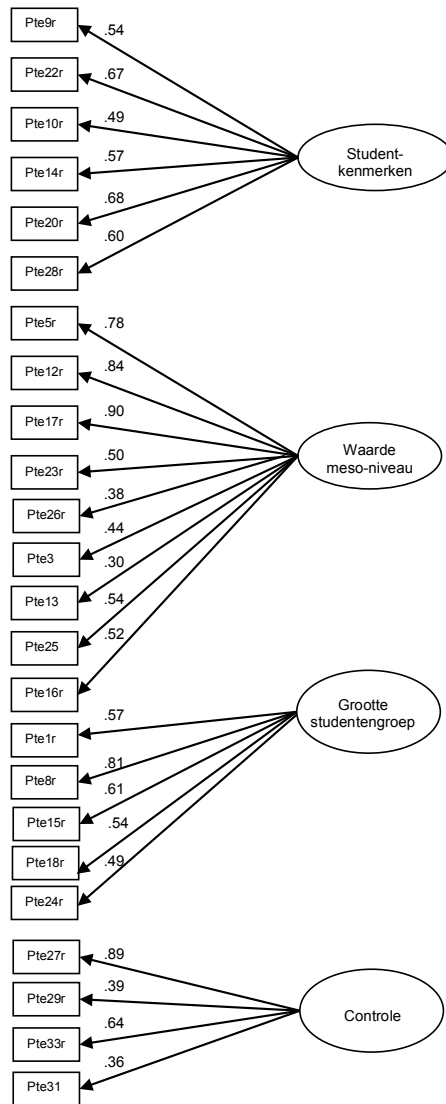 Pte9r
.54
Pte22r
.67
Pte10r
.49
Pte14r
.57
Pte20r
.68
Pte28r
.60
Student-
kenmerken
Pte5r
.78
Pte12r
.84
Pte17r
.90
Pte23r
.50
Pte26r
.38
Pte3
.44
Pte13
.30
Pte25
.54
Pte16r
.52
Waarde
meso-niveau
Pte1r
.57
Pte8r
.81
Pte15r
.61
Pte18r
.54
Pte24r
.49
Grootte
studentengroep
Pte27r
.89
Pte29r
.39
Pte33r
.64
Pte31
.36
Controle